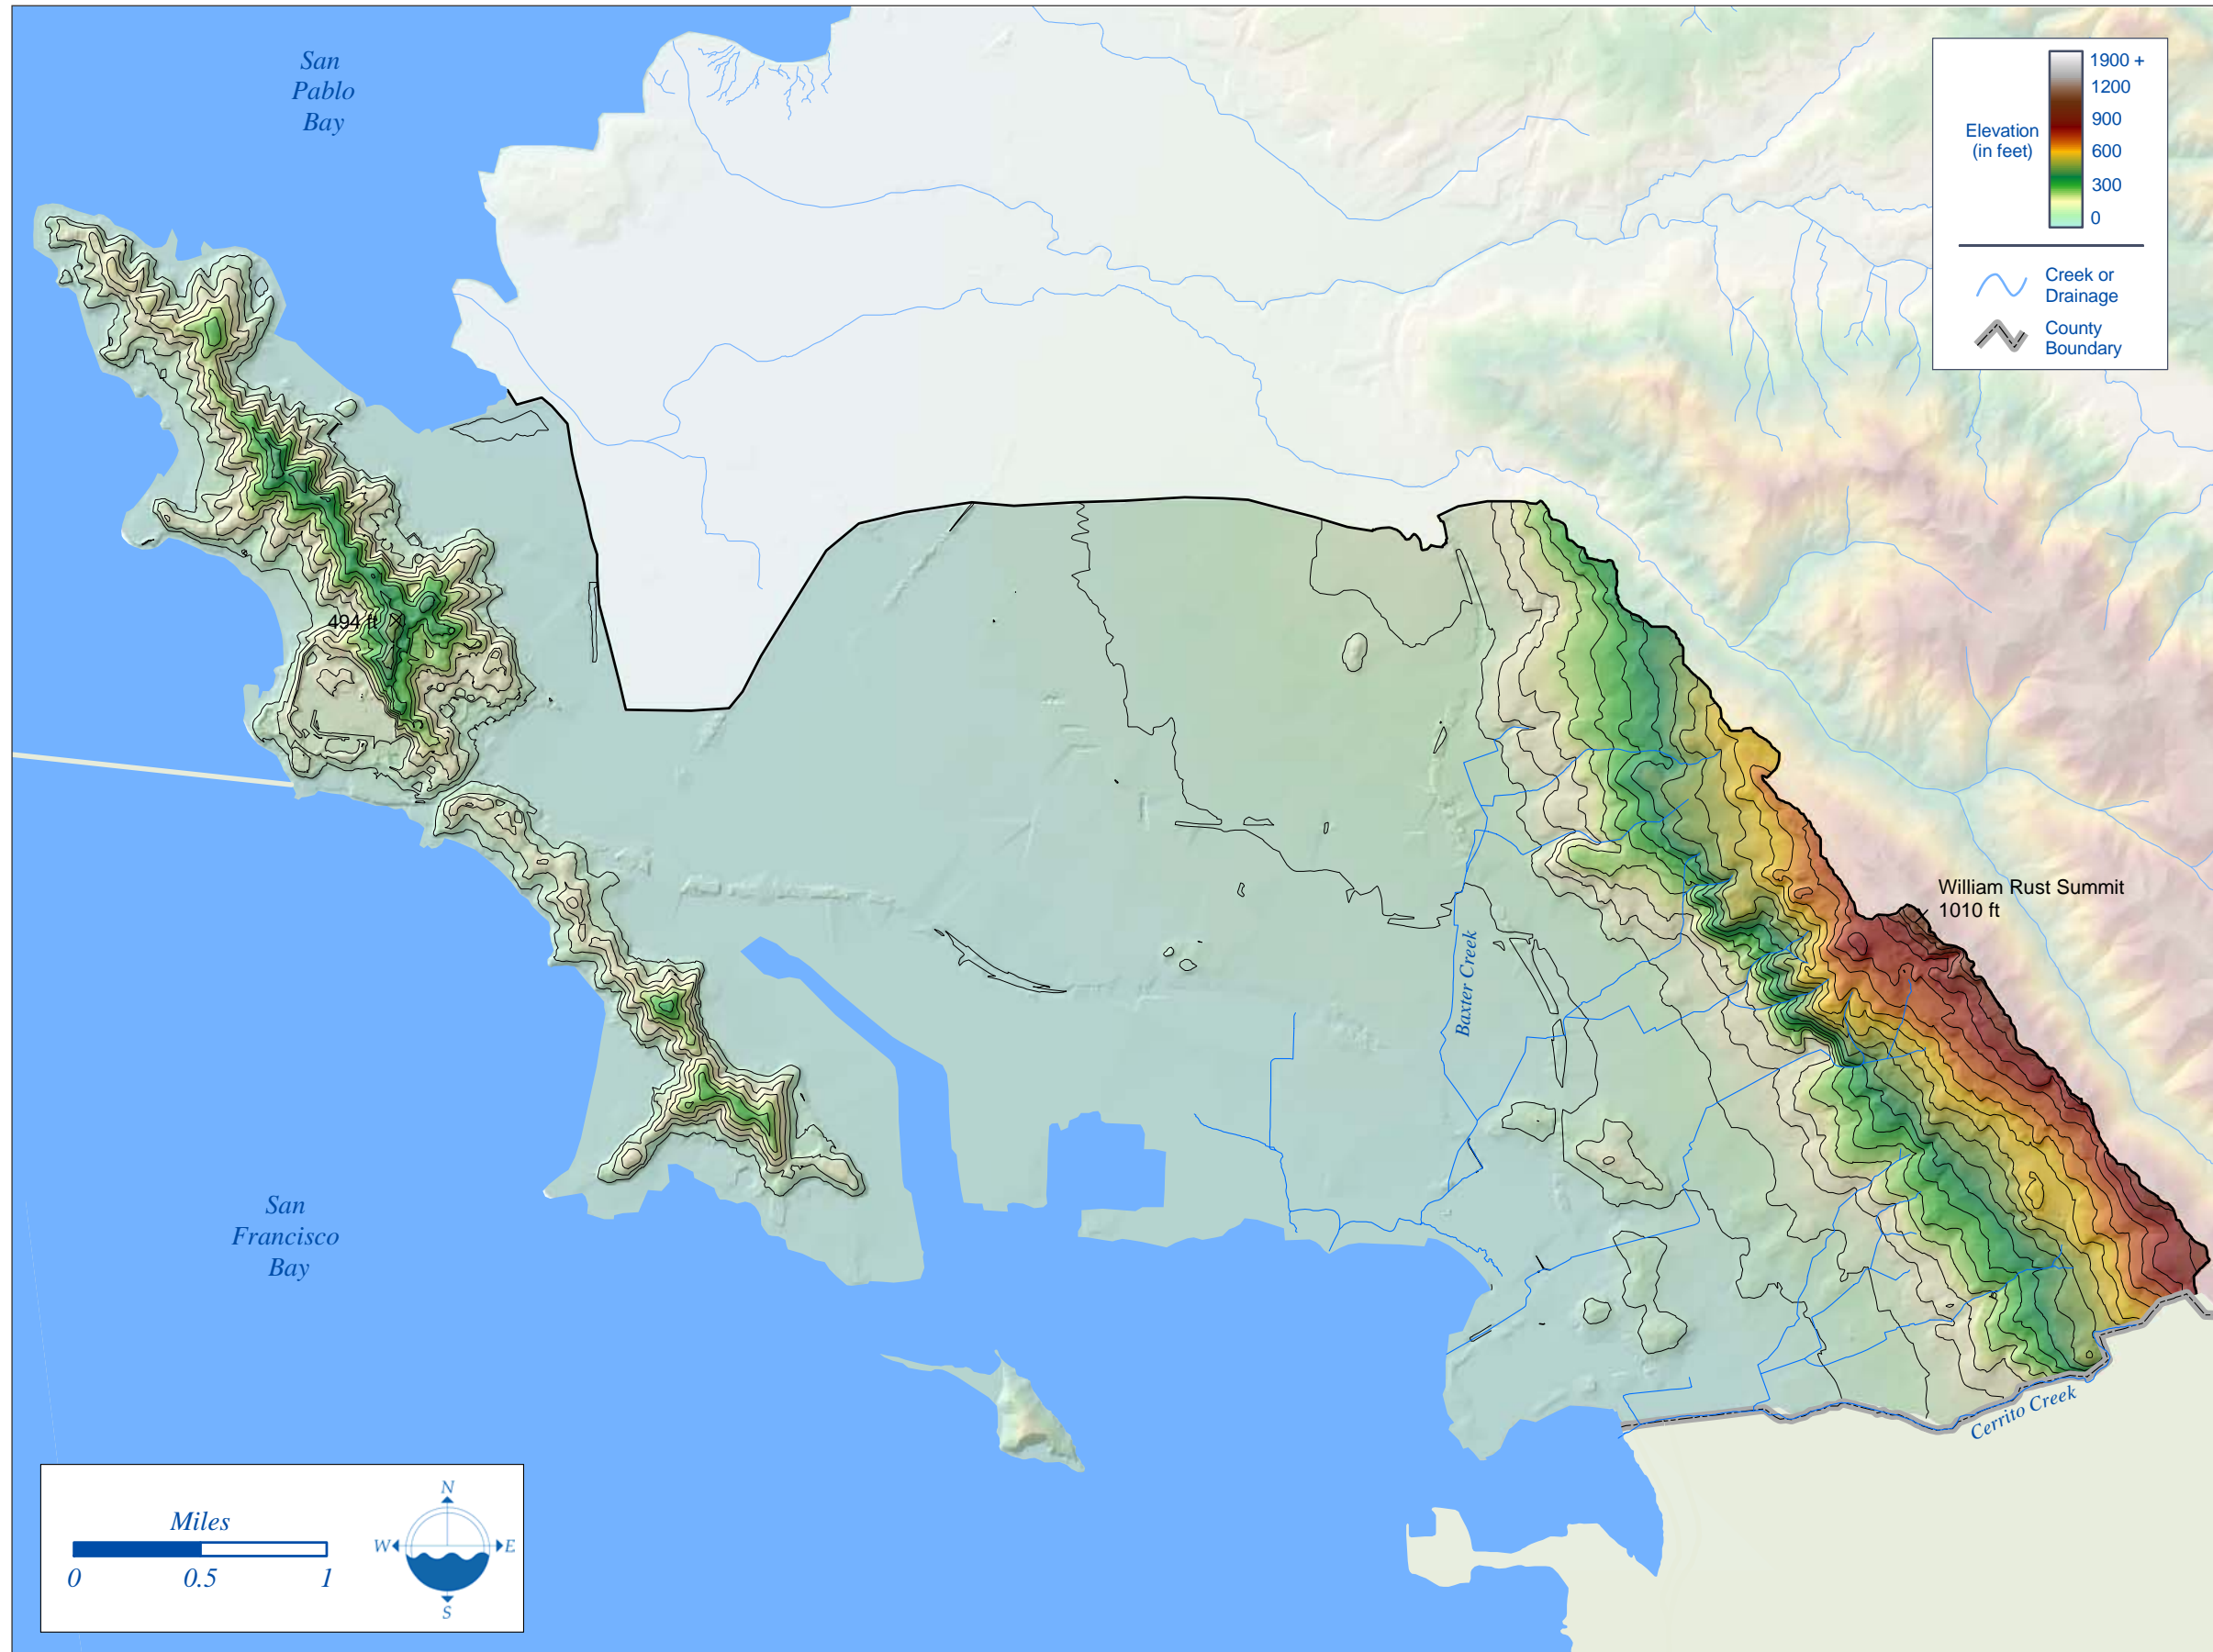 San
Pablo
Bay
1900 +
1200
900
600
300
0
Elevation
(in feet)
Creek or
Drainage
County
Boundary
494 ft
William Rust Summit
1010 ft
Baxter Creek
San
Francisco
Bay
Cerrito Creek
Miles
0 0.5 1
N
W E
S